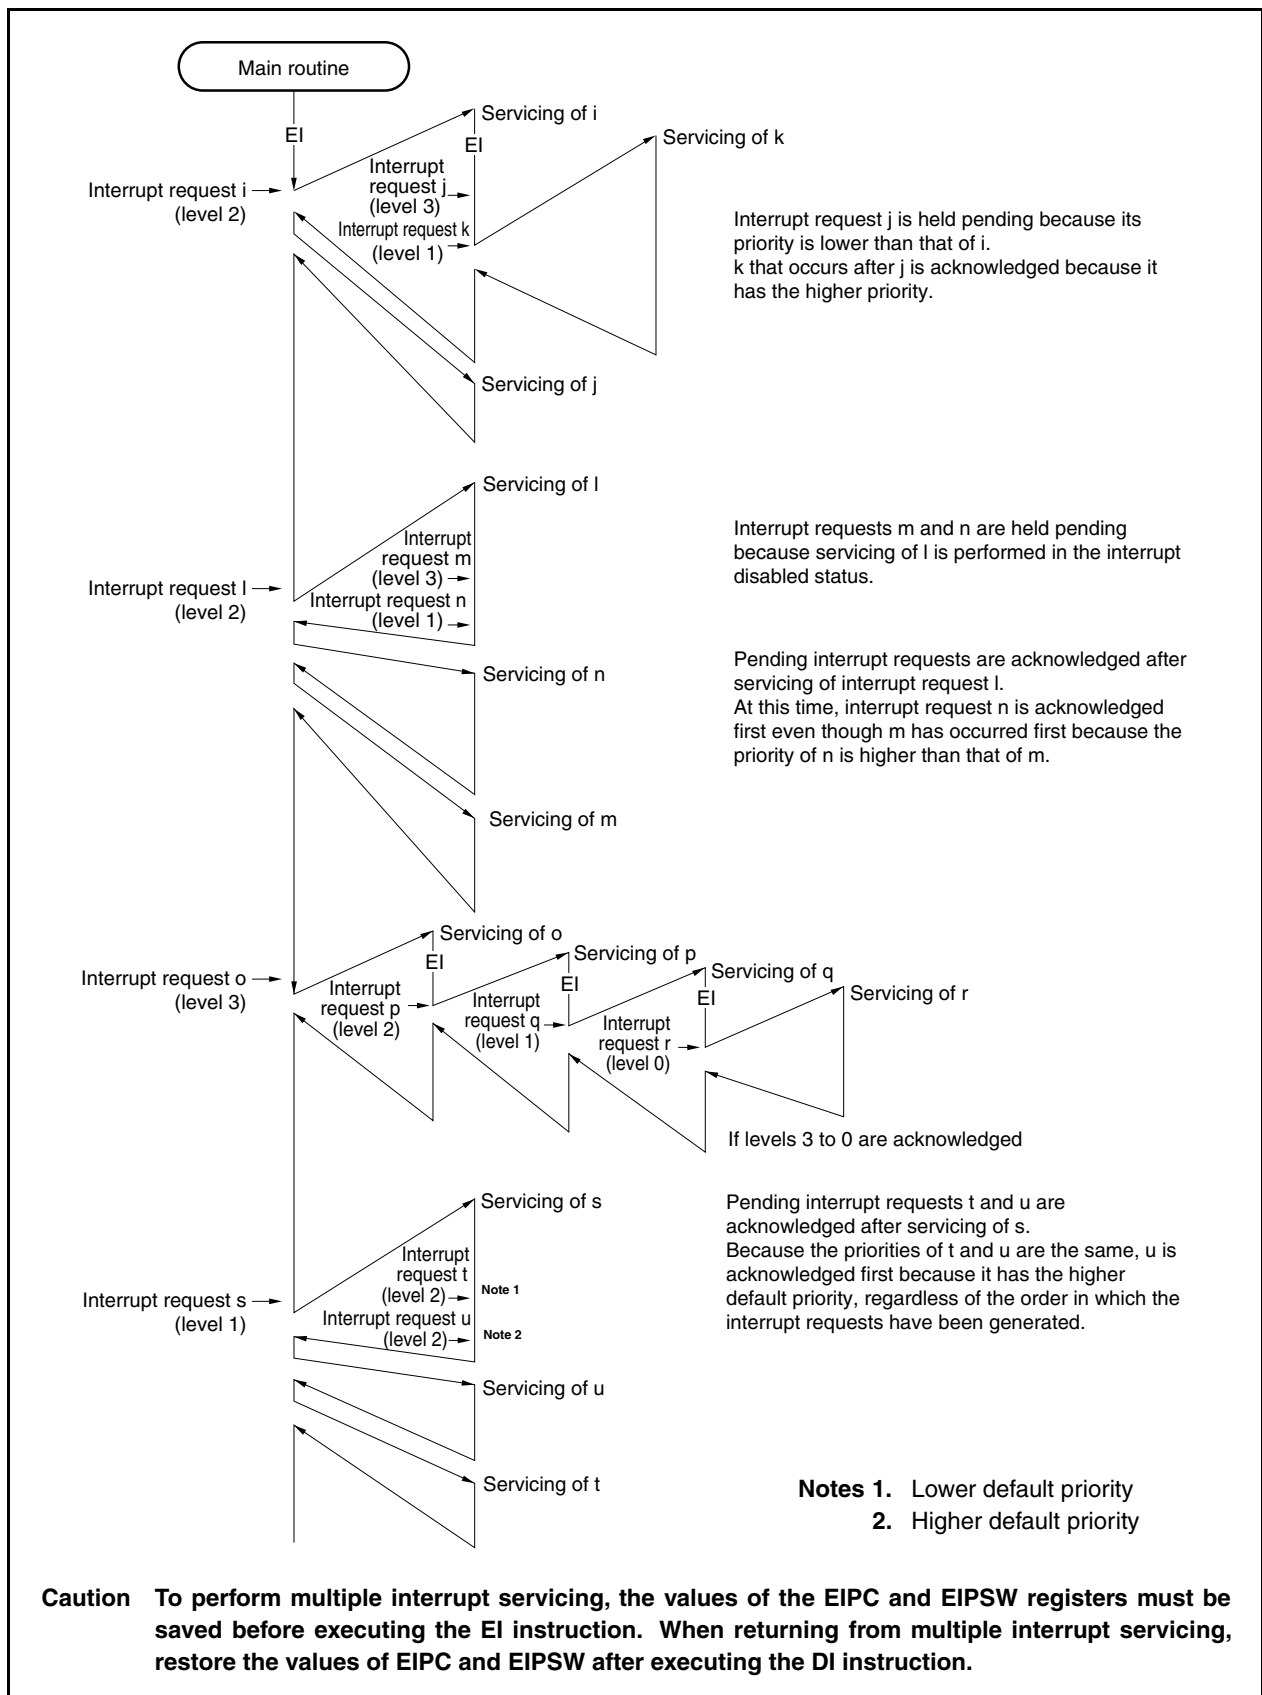 Main routine
EI
Servicing of i
EI
Servicing of k
Interrupt
request j
(level 3)
Interrupt request i
(level 2)
Interrupt request k
(level 1)
Interrupt request j is held pending because its
priority is lower than that of i.
k that occurs after j is acknowledged because it
has the higher priority.
Servicing of j
Servicing of l
Interrupt
request m
(level 3)
Interrupt request l
(level 2)
Interrupt request n
(level 1)
Interrupt requests m and n are held pending
because servicing of l is performed in the interrupt
disabled status.
Servicing of n
Pending interrupt requests are acknowledged after
servicing of interrupt request l.
At this time, interrupt request n is acknowledged
first even though m has occurred first because the
priority of n is higher than that of m.
Servicing of m
Servicing of o
EI
Servicing of p
EI
Servicing of q
EI
Servicing of r
Interrupt request o
(level 3)
Interrupt
request p
(level 2)
Interrupt
request q
(level 1)
Interrupt
request r
(level 0)
If levels 3 to 0 are acknowledged
Servicing of s
Interrupt
request t
(level 2)
Note 1
Interrupt request s
(level 1)
Interrupt request u
(level 2)
Note 2
Pending interrupt requests t and u are
acknowledged after servicing of s.
Because the priorities of t and u are the same, u is
acknowledged first because it has the higher
default priority, regardless of the order in which the
interrupt requests have been generated.
Servicing of u
Servicing of t
Notes 1. Lower default priority
2. Higher default priority
Caution To perform multiple interrupt servicing, the values of the EIPC and EIPSW registers must be
saved before executing the EI instruction. When returning from multiple interrupt servicing,
restore the values of EIPC and EIPSW after executing the DI instruction.